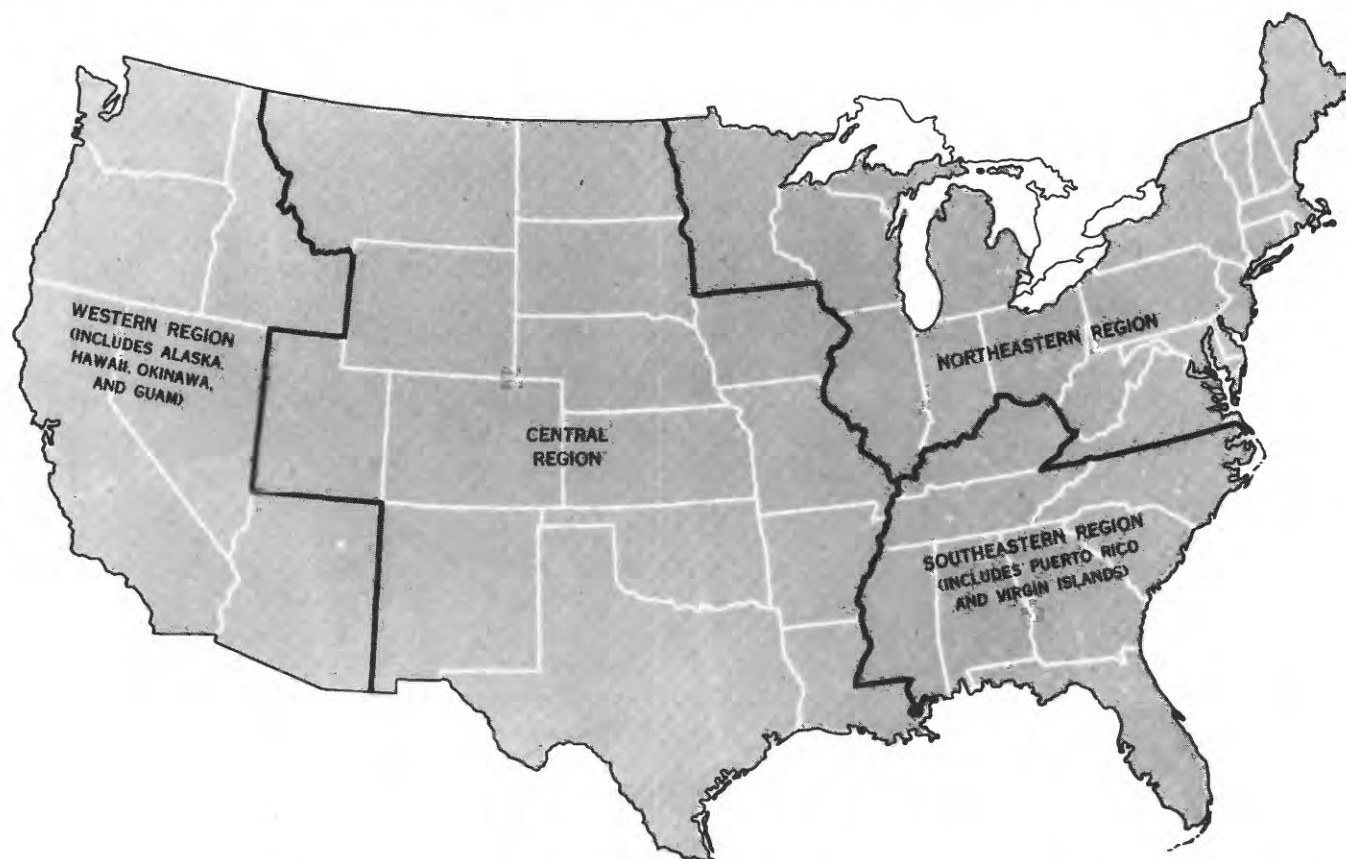 WESTERN REGION
(INCLUDES ALASKA,
HAWAII, OKINAWA,
AND GUAM)
CENTRAL
REGION
NORTHEASTERN REGION
SOUTHEASTERN REGION
(INCLUDES PUERTO RICO
AND VIRGIN ISLANDS)